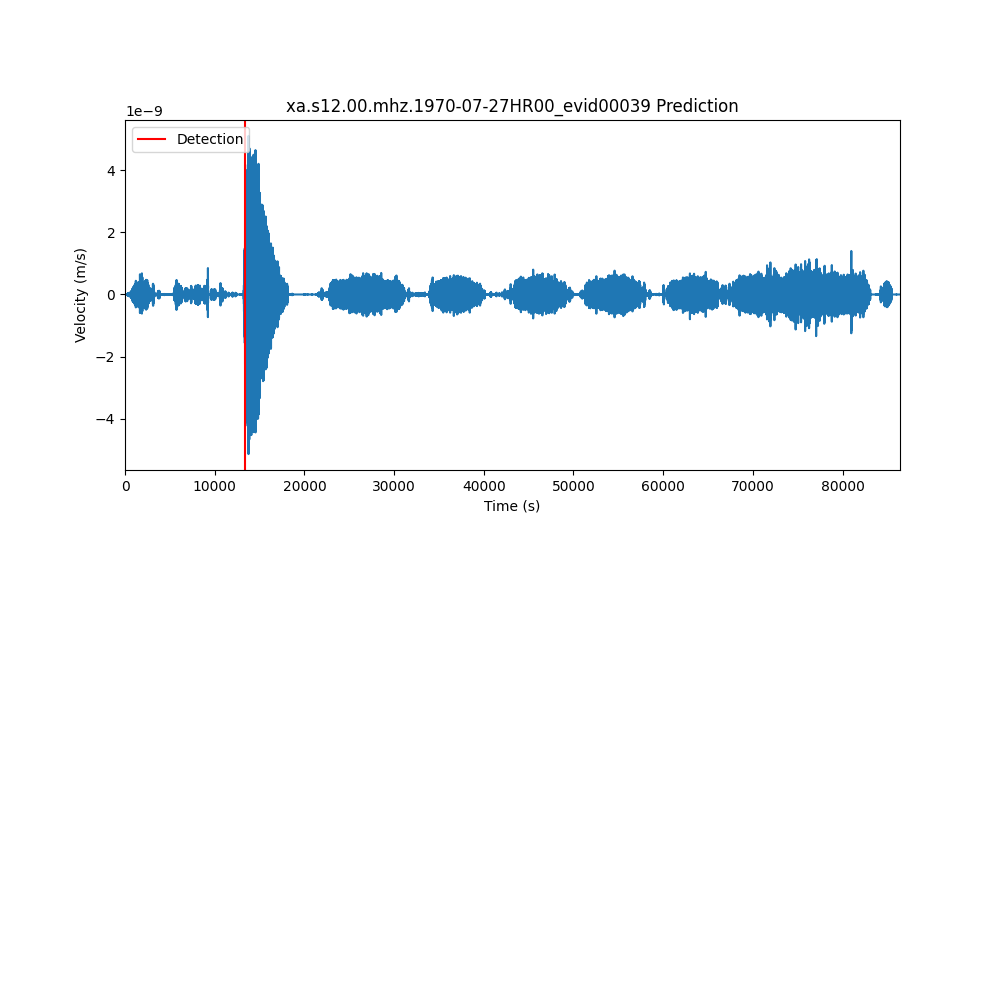 xa.s12.00.mhz.1970-07-27HR00_evid00039 Prediction
1e−9
Detection
4
2
0
−2
−4
Velocity (m/s)
0 10000 20000 30000 40000 50000 60000 70000 80000
Time (s)